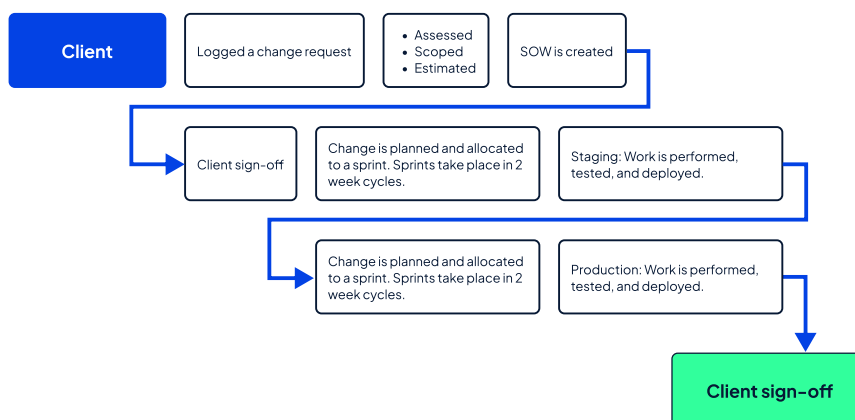 Client
Logged a change request
• Assessed
• Scoped
• Estimated
SOW is created
Client sign-off
Change is planned and allocated
to a sprint. Sprints take place in 2
week cycles.
Staging: Work is performed,
tested, and deployed.
Change is planned and allocated
to a sprint. Sprints take place in 2
week cycles.
Production: Work is performed,
tested, and deployed.
Client sign-off